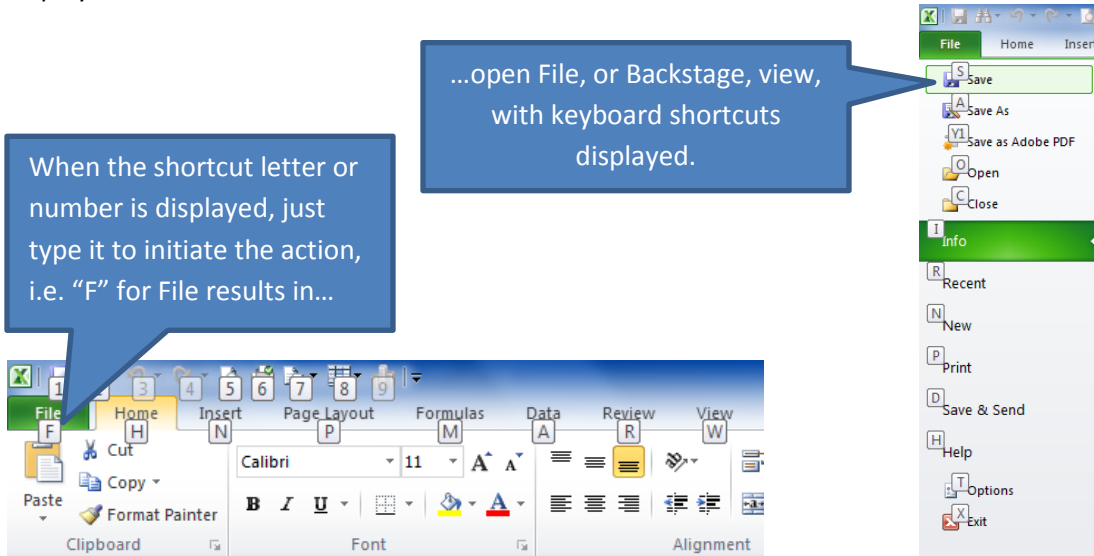 …open File, or Backstage, view,
with keyboard shortcuts
displayed.
When the shortcut letter or
number is displayed, just
type it to initiate the action,
i.e. “F” for File results in…
File Home Inser
S Save
A Save As
Y1 Save as Adobe PDF
O Open
C Close
I Info
R Recent
N New
P Print
D Save & Send
H Help
T Options
X Exit
1 3 4 5 6 7 8 9
File Home Insert Page Layout Formulas Data Review View
F H N P M A R W
Cut
Calibri 11 A A
Copy
Paste
B I U A
Format Painter
Clipboard Font Alignment